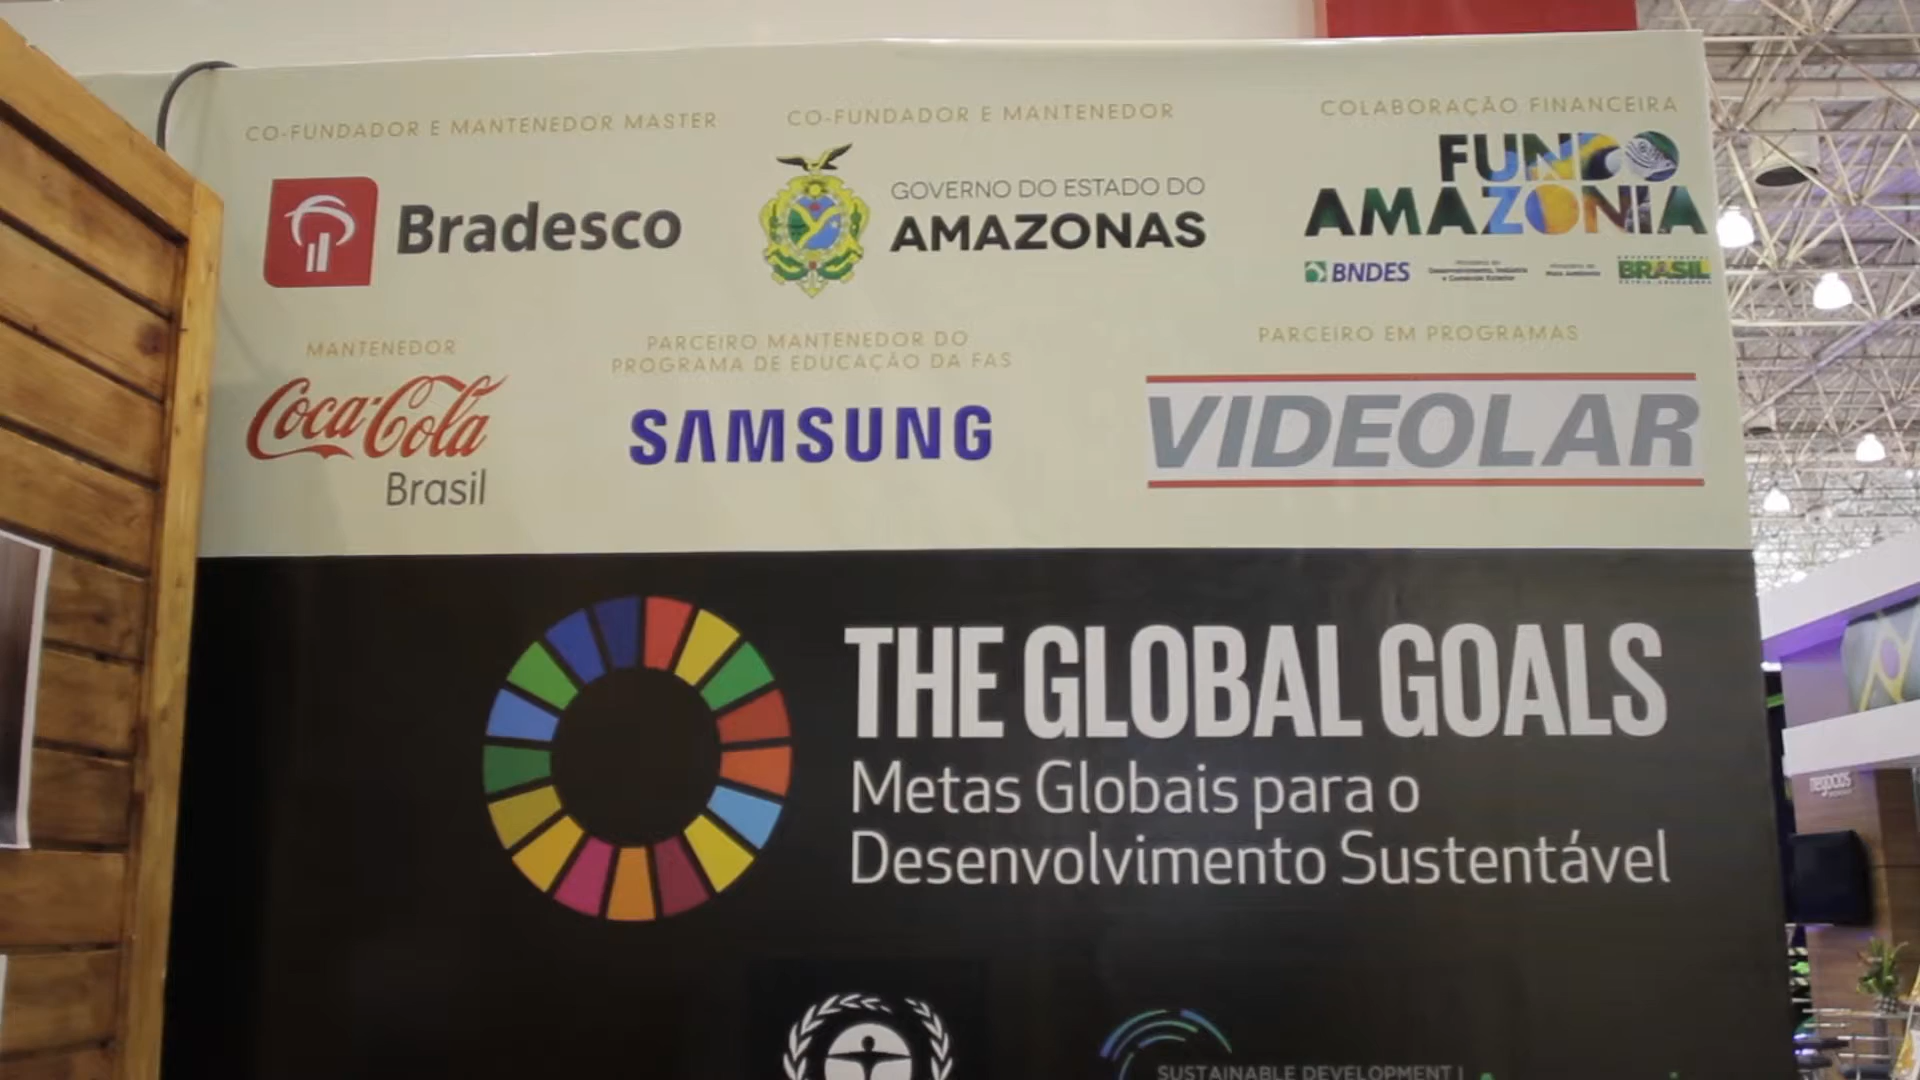 CO-FUNDADOR E MANTENEDOR MASTER
Bradesco
CO-FUNDADOR E MANTENEDOR
GOVERNO DO ESTADO DO
AMAZONAS
COLABORAÇÃO FINANCEIRA
FUNDO
AMAZONIA
BNDES
BRASIL
MANTENEDOR
Coca-Cola
Brasil
PARCEIRO MANTENEDOR DO
PROGRAMA DE EDUCAÇÃO DA FAS
SAMSUNG
PARCEIRO EM PROGRAMAS
VIDEOLAR
THE GLOBAL GOALS
Metas Globais para o
Desenvolvimento Sustentável
SUSTAINABLE DEVELOPMENT
negócios